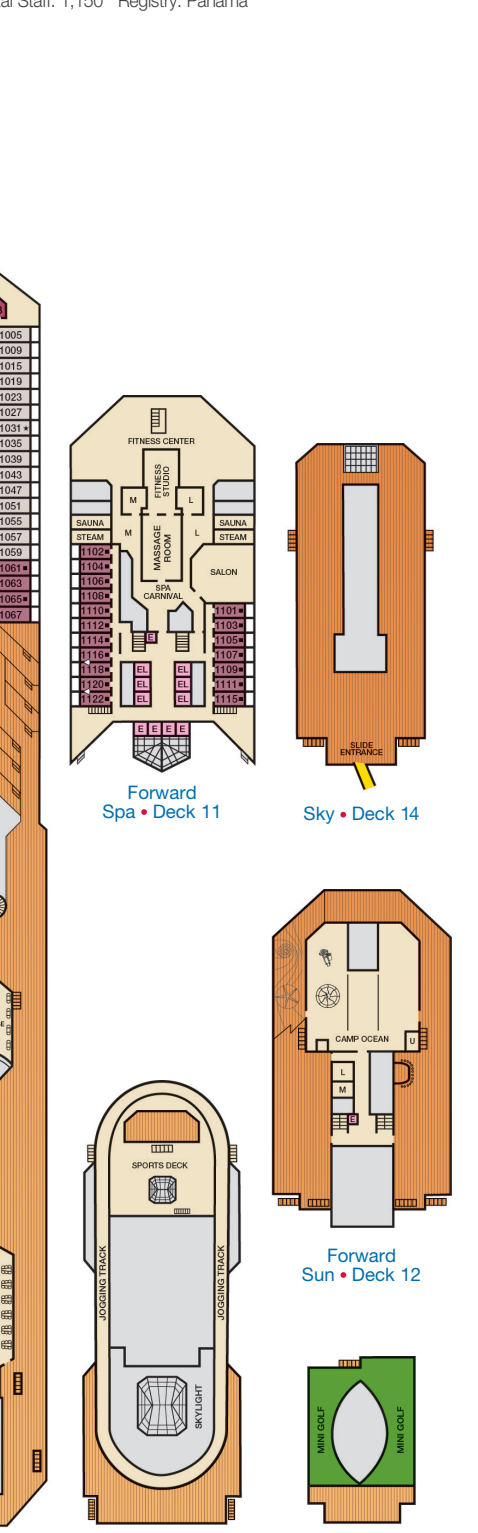 1,150 Registry: Panama
1005
1009
1015
1019
1023
1027
1031★
1035
1039
1043
1047
1051
1055
1057
1059
1061
1063
1065
1067
FITNESS CENTER
FITNESS
STUDIO
M
L
M
L
SAUNA
SAUNA
STEAM
STEAM
MASSAGE
ROOM
SALON
SPA
CARNIVAL
1102
1104
1106
1108
1110
1112
1114
1116
1118
1120
1122
1101
1103
1105
1107
1109
1111
1115
E
EL
EL
EL
EL
EL
EL
E E E E
Forward
Spa • Deck 11
SLIDE
ENTRANCE
Sky • Deck 14
CAMP OCEAN
U
L
M
E
Forward
Sun • Deck 12
SPORTS DECK
JOGGING TRACK
JOGGING TRACK
SKYLIGHT
MINI GOLF
MINI GOLF